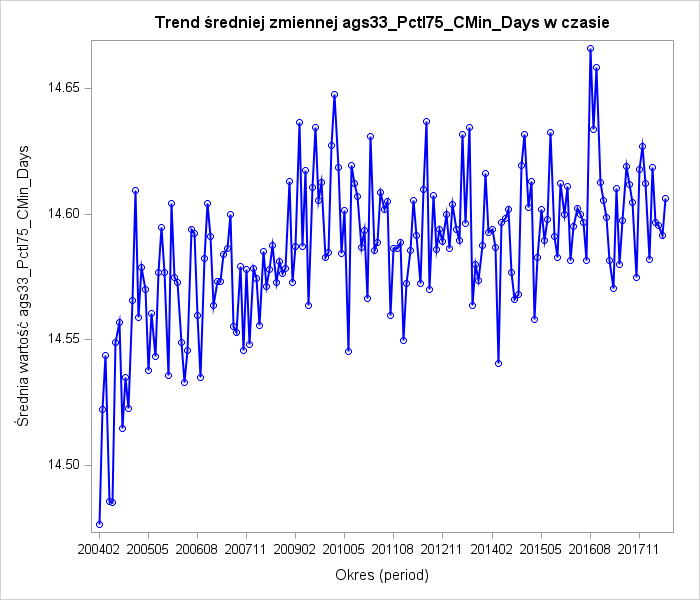 Trend średniej zmiennej ags33_Pctl75_CMin_Days w czasie
Średnia wartość ags33_Pctl75_CMin_Days
14.65
14.60
14.55
14.50
200402 200505 200608 200711 200902 201005 201108 201211 201402 201505 201608 201711
Okres (period)